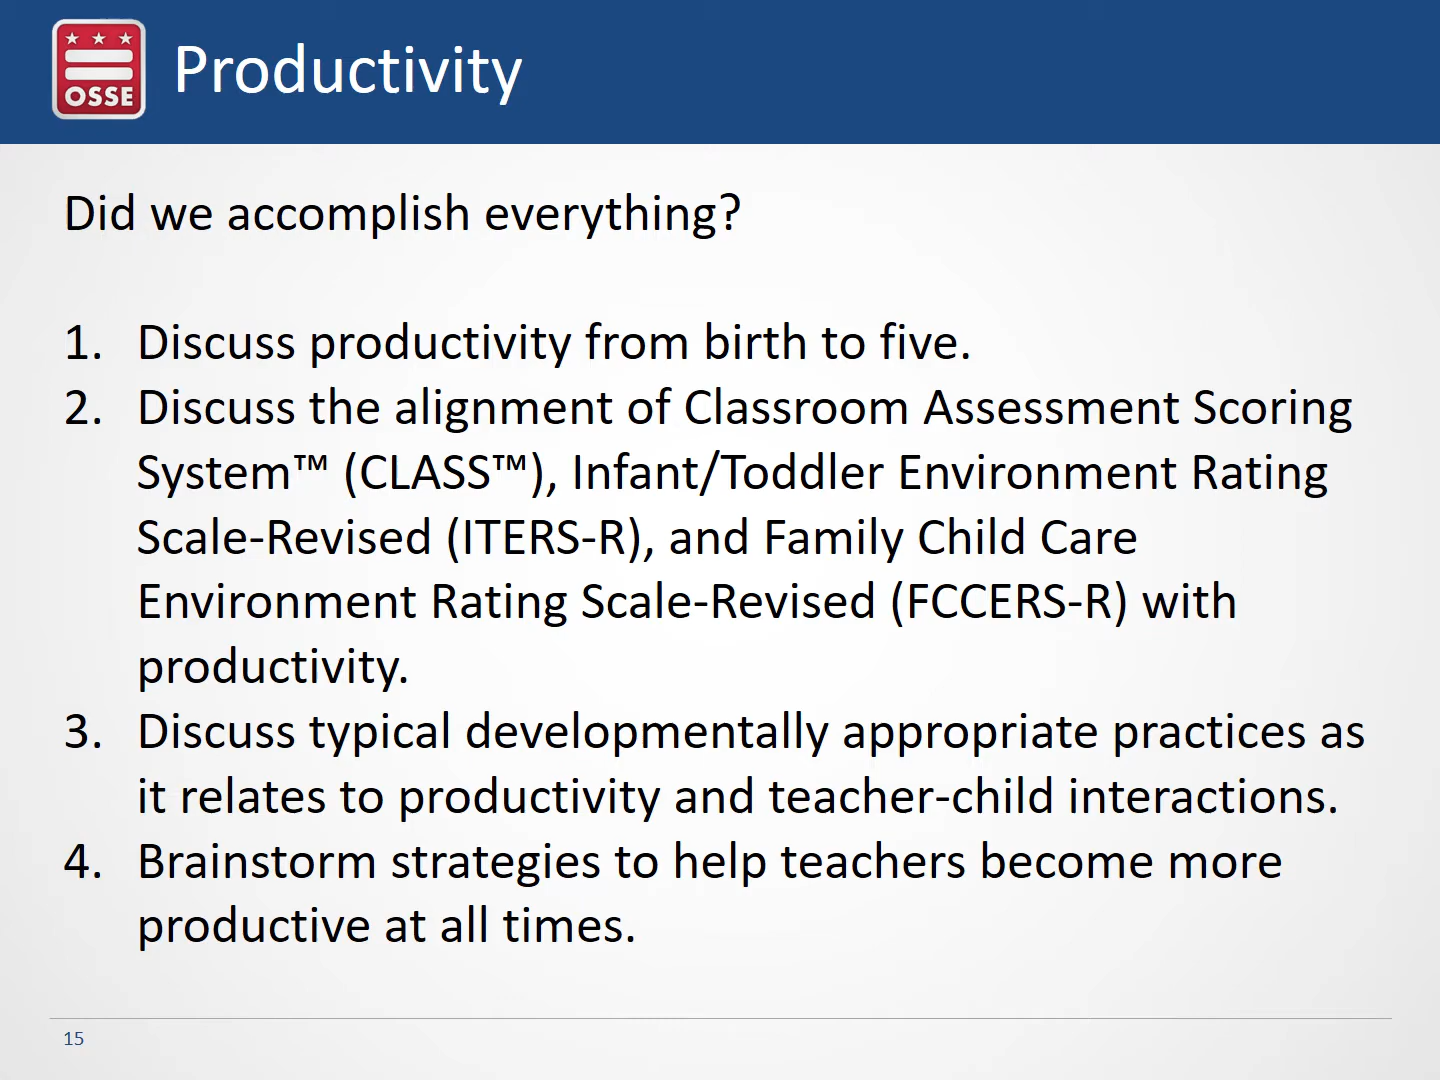 OSSE
Productivity
Did we accomplish everything?
1. Discuss productivity from birth to five.
2. Discuss the alignment of Classroom Assessment Scoring
System™ (CLASS™), Infant/Toddler Environment Rating
Scale-Revised (ITERS-R), and Family Child Care
Environment Rating Scale-Revised (FCCERS-R) with
productivity.
3. Discuss typical developmentally appropriate practices as
it relates to productivity and teacher-child interactions.
4. Brainstorm strategies to help teachers become more
productive at all times.
15